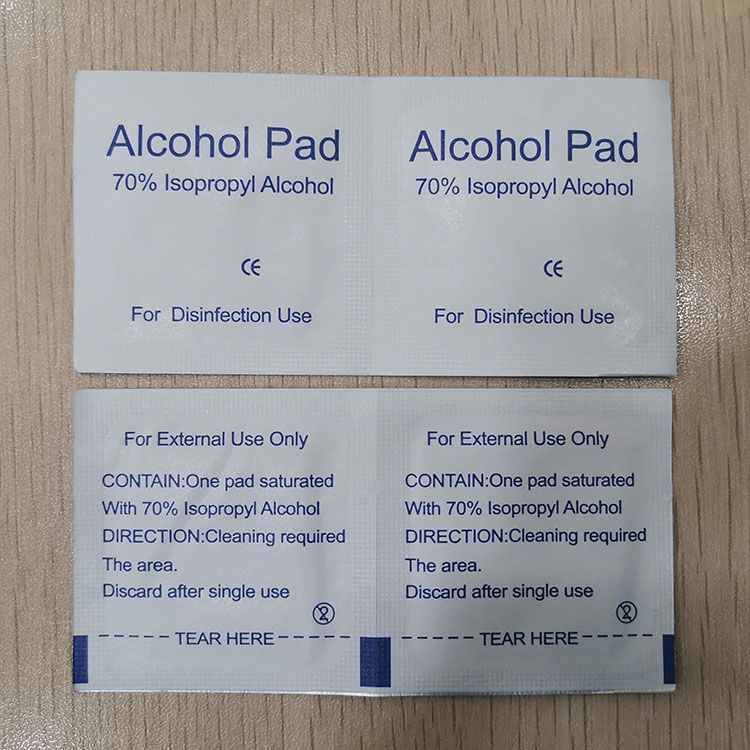 Alcohol Pad
70% Isopropyl Alcohol
CE
For Disinfection Use
Alcohol Pad
70% Isopropyl Alcohol
CE
For Disinfection Use
For External Use Only
CONTAIN:One pad saturated
With 70% Isopropyl Alcohol
DIRECTION:Cleaning required
The area.
Discard after single use
2
TEAR HERE
For External Use Only
CONTAIN:One pad saturated
With 70% Isopropyl Alcohol
DIRECTION:Cleaning required
The area.
Discard after single use
2
TEAR HERE